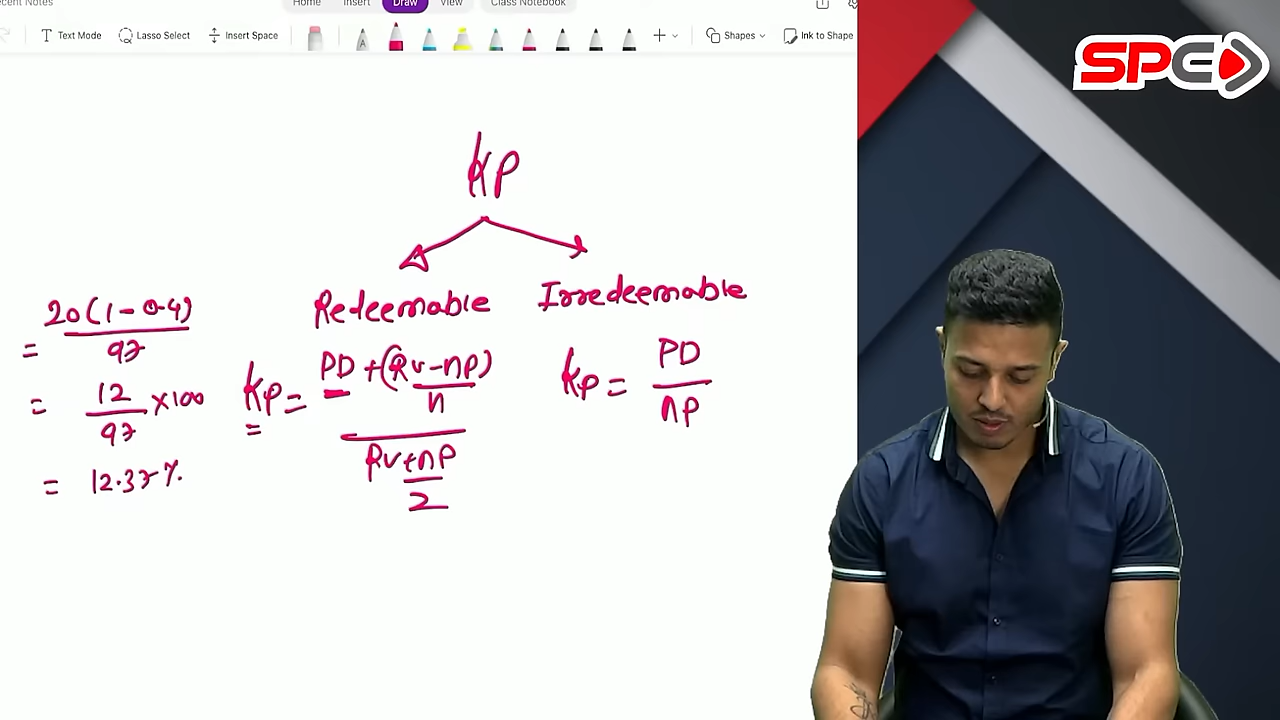 ecent Notes
Home Insert Draw View Class Notebook
Text Mode Lasso Select Insert Space Shapes Ink to Shape
SPED
KP
Redeemable Irredeemable
20(1-0.4)
= 97
= 12 x100
97
= 12.37%
KP = PD +(RV-NP)
n
RV+NP
2
KP = PD
NP